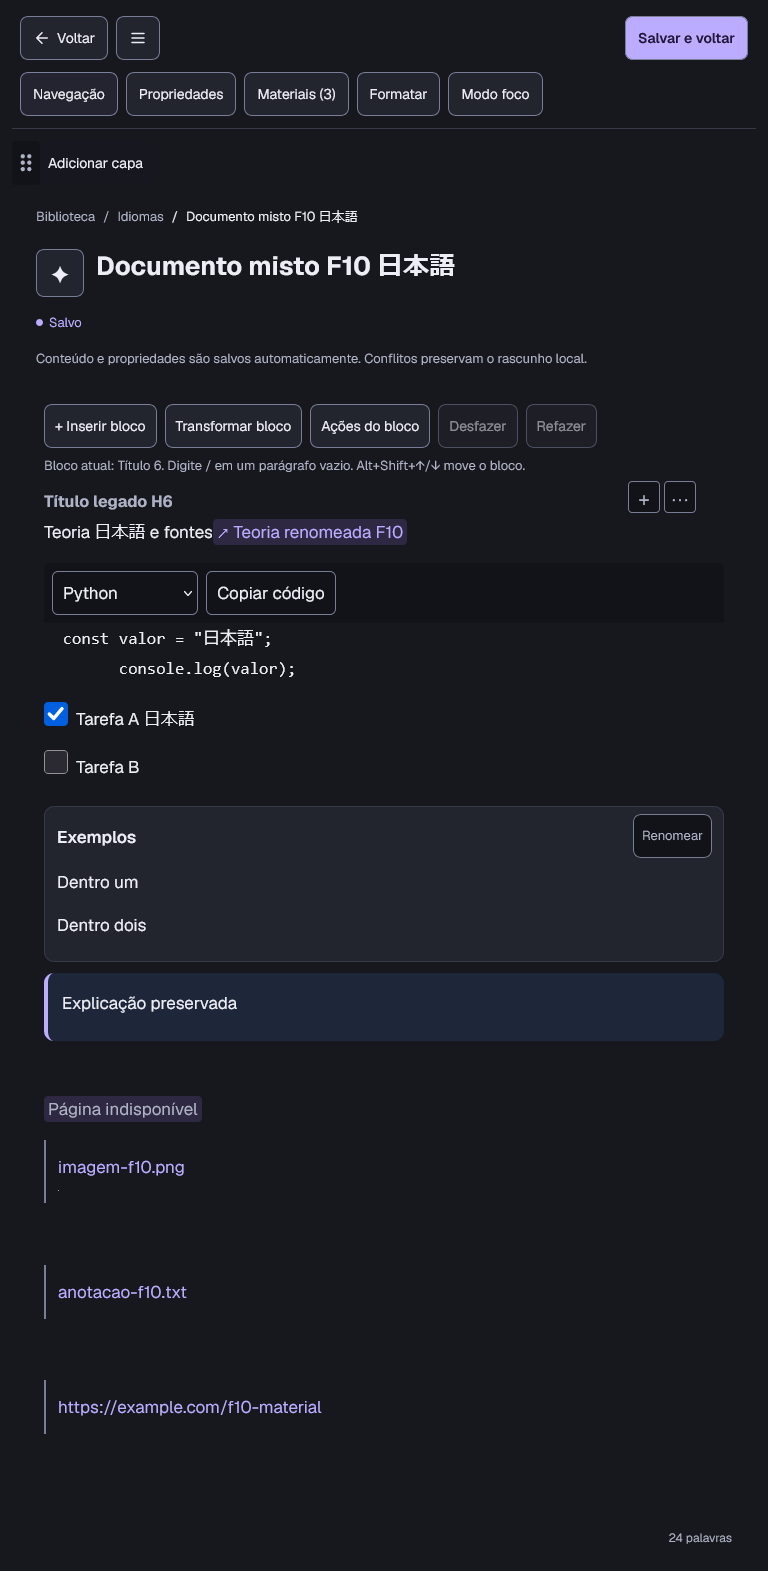 ← Voltar ☰ Salvar e voltar
Navegação Propriedades Materiais (3) Formatar Modo foco
Adicionar capa
Biblioteca / Idiomas / Documento misto F10 日本語
✦ Documento misto F10 日本語
Salvo
Conteúdo e propriedades são salvos automaticamente. Conflitos preservam o rascunho local.
+ Inserir bloco Transformar bloco Ações do bloco Desfazer Refazer
Bloco atual: Título 6. Digite / em um parágrafo vazio. Alt+Shift+↑/↓ move o bloco.
Título legado H6 + ...
Teoria 日本語 e fontes ↗ Teoria renomeada F10
Python Copiar código
const valor = "日本語";
console.log(valor);
Tarefa A 日本語
Tarefa B
Exemplos Renomear
Dentro um
Dentro dois
Explicação preservada
Página indisponível
imagem-f10.png
anotacao-f10.txt
https://example.com/f10-material
24 palavras